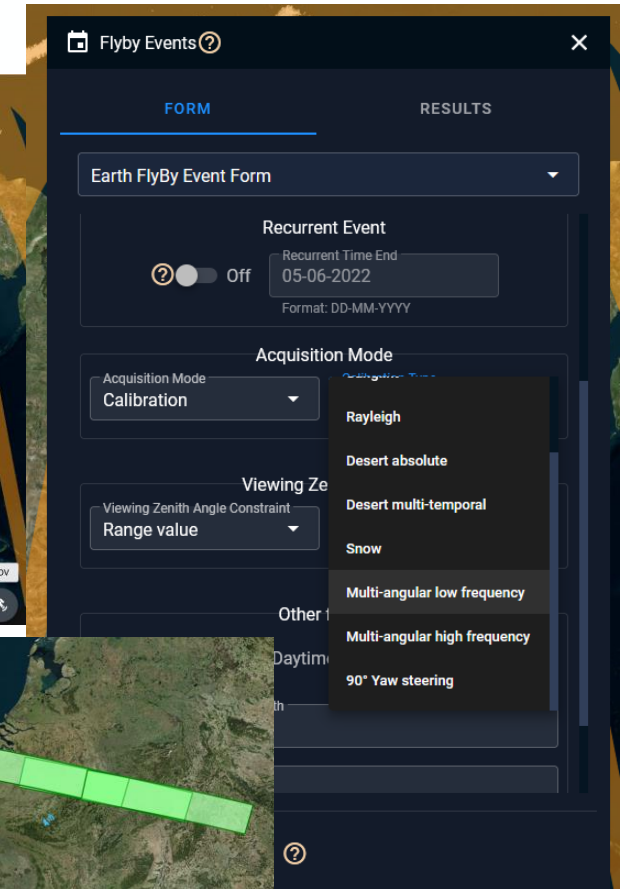 Flyby Events
FORM
RESULTS
Earth FlyBy Event Form
Recurrent Event
Off
Recurrent Time End
05-06-2022
Format: DD-MM-YYYY
Acquisition Mode
Acquisition Mode
Calibration
Rayleigh
Desert absolute
Desert multi-temporal
Snow
Multi-angular low frequency
Multi-angular high frequency
90° Yaw steering
Viewing Ze
Viewing Zenith Angle Constraint
Range value
Other
Daytim
th
ov